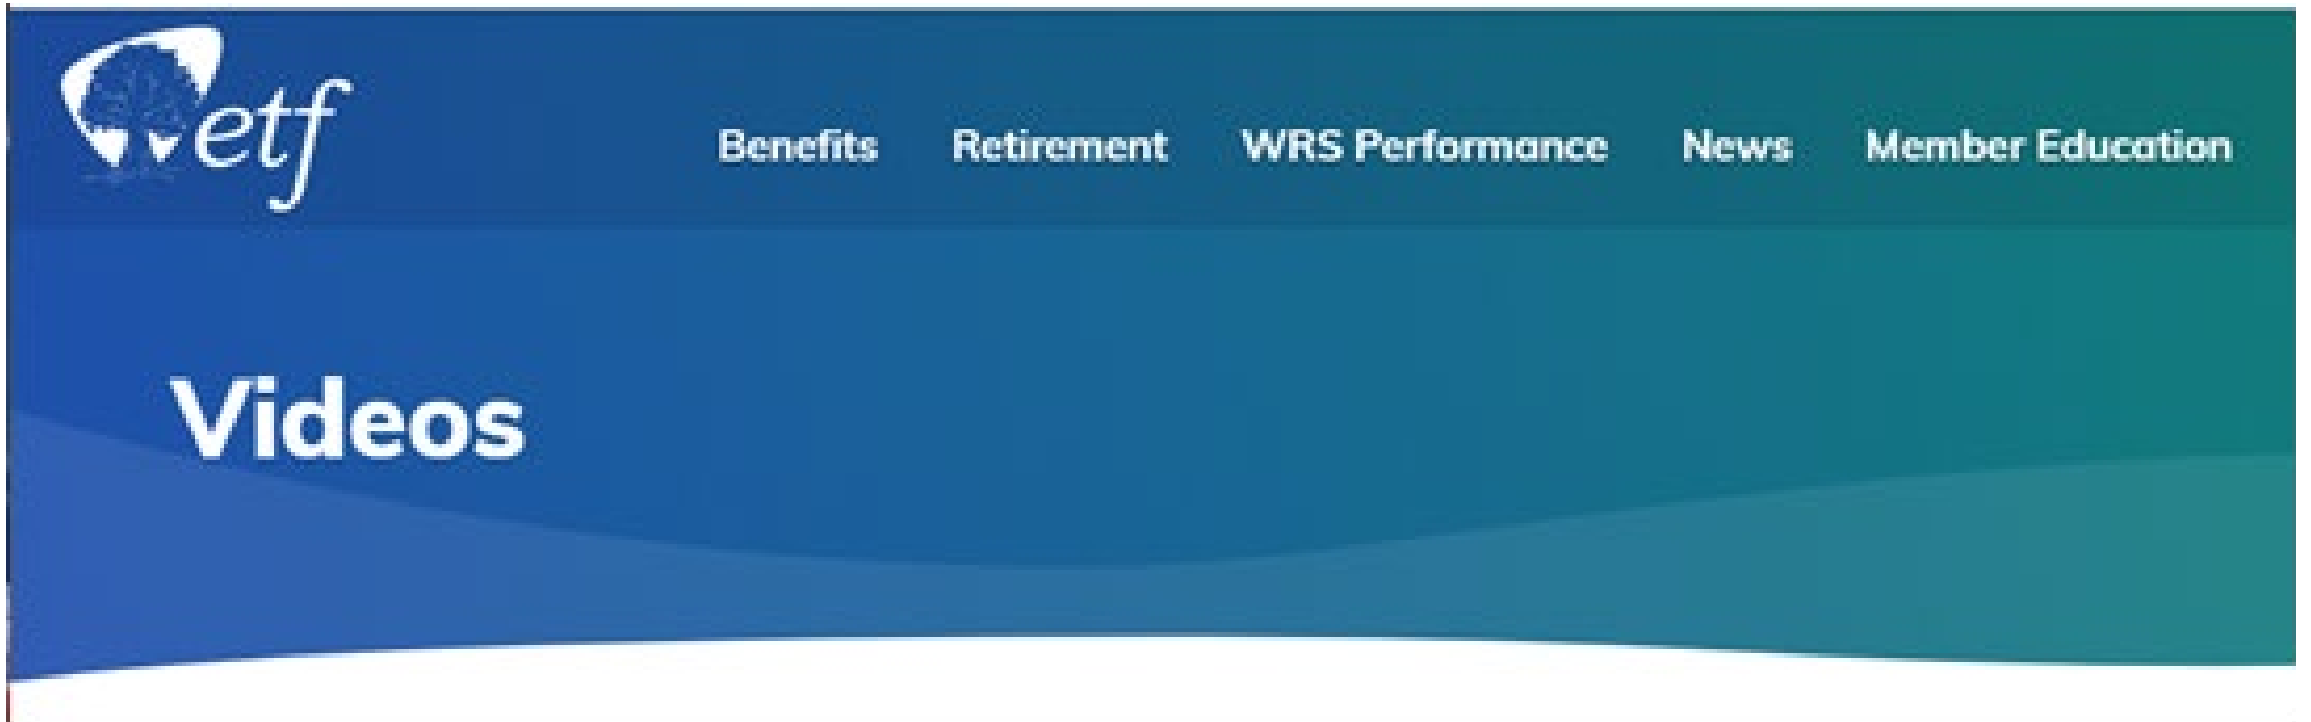 etf
Benefits Retirement WRS Performance News Member Education
Videos